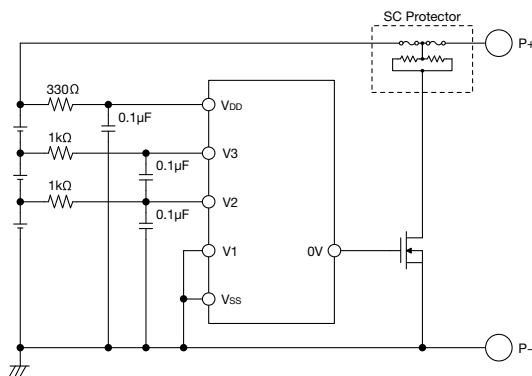 SC Protector
P+
330Ω
VDD
0.1μF
1kΩ
V3
0.1μF
1kΩ
V2
0.1μF
V1
0V
VSS
P–